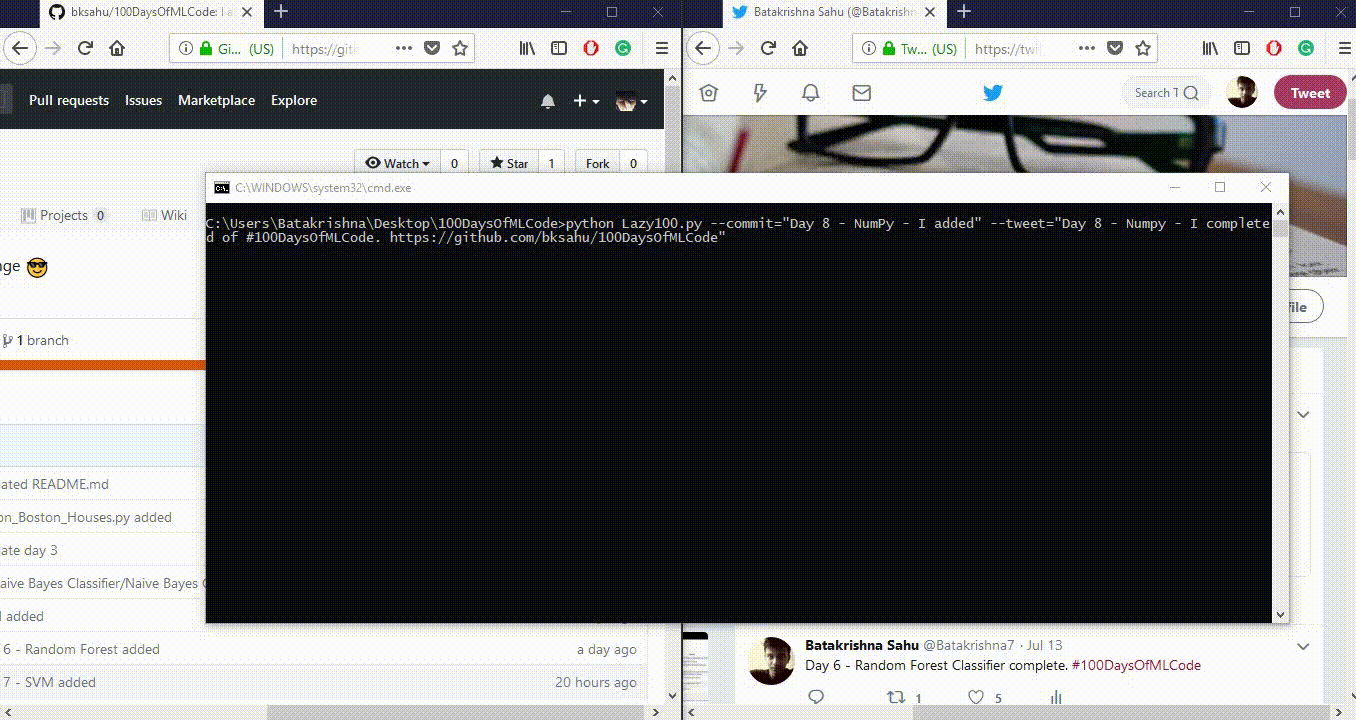 bksahu/100DaysOfMLCode: I a
Gi... (US) https://git
Pull requests Issues Marketplace Explore
Watch 0 Star 1 Fork 0
Projects 0 Wiki
nge
1 branch
ated README.md
on_Boston_Houses.py added
ate day 3
aive Bayes Classifier/Naive Bayes
added
6 - Random Forest added a day ago
7 - SVM added 20 hours ago
C:\WINDOWS\system32\cmd.exe
C:\Users\Batakrishna\Desktop\100DaysOfMLCode>python Lazy100.py --commit="Day 8 - NumPy - I added" --tweet="Day 8 - Numpy - I complete
d of #100DaysOfMLCode. https://github.com/bksahu/100DaysOfMLCode"
Batakrishna Sahu (@Batakrishn
Tw... (US) https://twi
Search T
Tweet
file
Batakrishna Sahu @Batakrishna7 · Jul 13
Day 6 - Random Forest Classifier complete. #100DaysOfMLCode
1 5